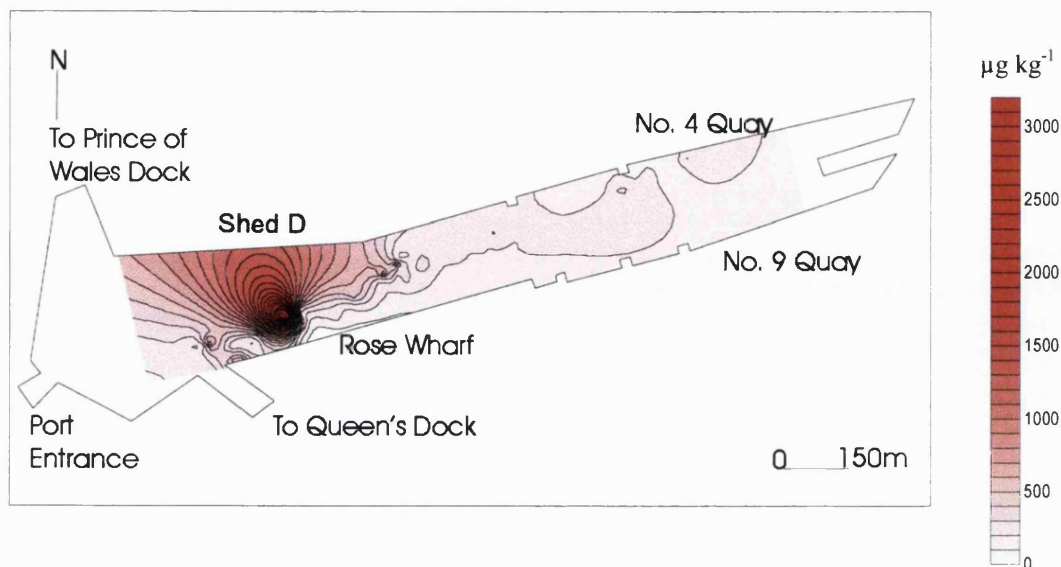 N
To Prince of
Wales Dock
Shed D
No. 4 Quay
No. 9 Quay
Rose Wharf
Port
Entrance
To Queen's Dock
0 150m
µg kg⁻¹
3000
2500
2000
1500
1000
500
0